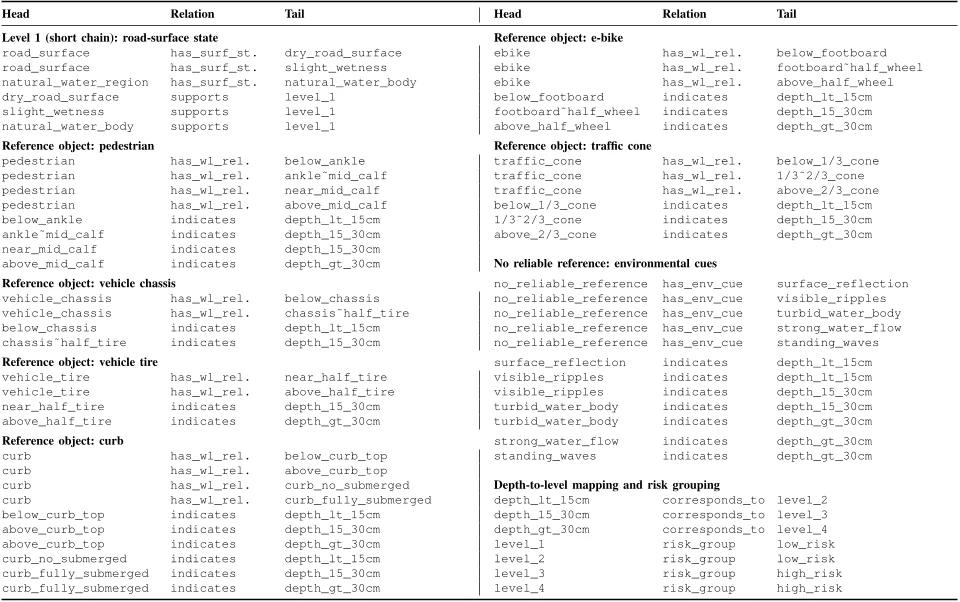 Head Relation Tail
Level 1 (short chain): road-surface state
road_surface has_surf_st. dry_road_surface
road_surface has_surf_st. slight_wetness
natural_water_region has_surf_st. natural_water_body
dry_road_surface supports level_1
slight_wetness supports level_1
natural_water_body supports level_1
Reference object: pedestrian
pedestrian has_wl_rel. below_ankle
pedestrian has_wl_rel. ankle~mid_calf
pedestrian has_wl_rel. near_mid_calf
pedestrian has_wl_rel. above_mid_calf
below_ankle indicates depth_lt_15cm
ankle~mid_calf indicates depth_15_30cm
near_mid_calf indicates depth_15_30cm
above_mid_calf indicates depth_gt_30cm
Reference object: vehicle chassis
vehicle_chassis has_wl_rel. below_chassis
vehicle_chassis has_wl_rel. chassis~half_tire
below_chassis indicates depth_lt_15cm
chassis~half_tire indicates depth_15_30cm
Reference object: vehicle tire
vehicle_tire has_wl_rel. near_half_tire
vehicle_tire has_wl_rel. above_half_tire
near_half_tire indicates depth_15_30cm
above_half_tire indicates depth_gt_30cm
Reference object: curb
curb has_wl_rel. below_curb_top
curb has_wl_rel. above_curb_top
curb has_wl_rel. curb_no_submerged
curb has_wl_rel. curb_fully_submerged
below_curb_top indicates depth_lt_15cm
above_curb_top indicates depth_15_30cm
above_curb_top indicates depth_gt_30cm
curb_no_submerged indicates depth_lt_15cm
curb_fully_submerged indicates depth_15_30cm
curb_fully_submerged indicates depth_gt_30cm
Head Relation Tail
Reference object: e-bike
ebike has_wl_rel. below_footboard
ebike has_wl_rel. footboard~half_wheel
ebike has_wl_rel. above_half_wheel
below_footboard indicates depth_lt_15cm
footboard~half_wheel indicates depth_15_30cm
above_half_wheel indicates depth_gt_30cm
Reference object: traffic cone
traffic_cone has_wl_rel. below_1/3_cone
traffic_cone has_wl_rel. 1/3~2/3_cone
traffic_cone has_wl_rel. above_2/3_cone
below_1/3_cone indicates depth_lt_15cm
1/3~2/3_cone indicates depth_15_30cm
above_2/3_cone indicates depth_gt_30cm
No reliable reference: environmental cues
no_reliable_reference has_env_cue surface_reflection
no_reliable_reference has_env_cue visible_ripples
no_reliable_reference has_env_cue turbid_water_body
no_reliable_reference has_env_cue strong_water_flow
no_reliable_reference has_env_cue standing_waves
surface_reflection indicates depth_lt_15cm
visible_ripples indicates depth_lt_15cm
visible_ripples indicates depth_15_30cm
turbid_water_body indicates depth_15_30cm
turbid_water_body indicates depth_gt_30cm
strong_water_flow indicates depth_gt_30cm
standing_waves indicates depth_gt_30cm
Depth-to-level mapping and risk grouping
depth_lt_15cm corresponds_to level_2
depth_15_30cm corresponds_to level_3
depth_gt_30cm corresponds_to level_4
level_1 risk_group low_risk
level_2 risk_group low_risk
level_3 risk_group high_risk
level_4 risk_group high_risk